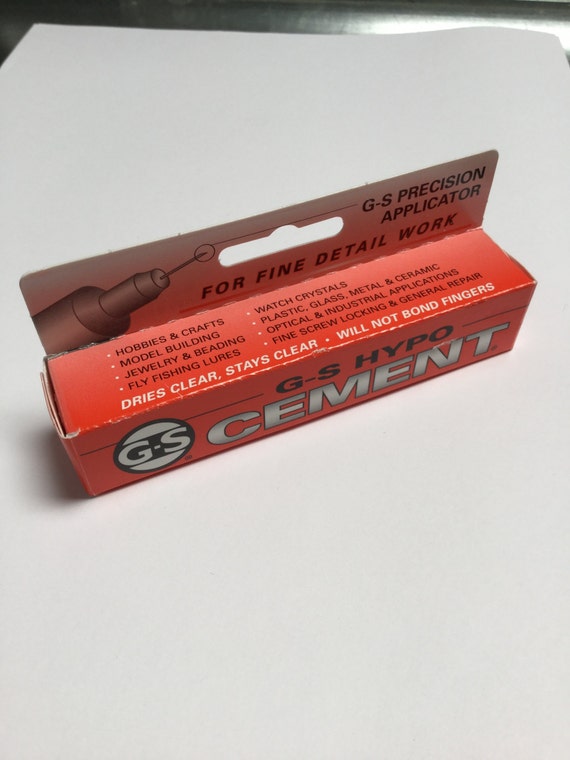 G-S PRECISION
APPLICATOR
FOR FINE DETAIL WORK
• HOBBIES & CRAFTS
• MODEL BUILDING
• JEWELRY & BEADING
• FLY FISHING LURES
• WATCH CRYSTALS
• PLASTIC, GLASS, METAL & CERAMIC
• OPTICAL & INDUSTRIAL APPLICATIONS
• FINE SCREW LOCKING & GENERAL REPAIR
DRIES CLEAR, STAYS CLEAR • WILL NOT BOND FINGERS
G-S HYPO
CEMENT
G-S